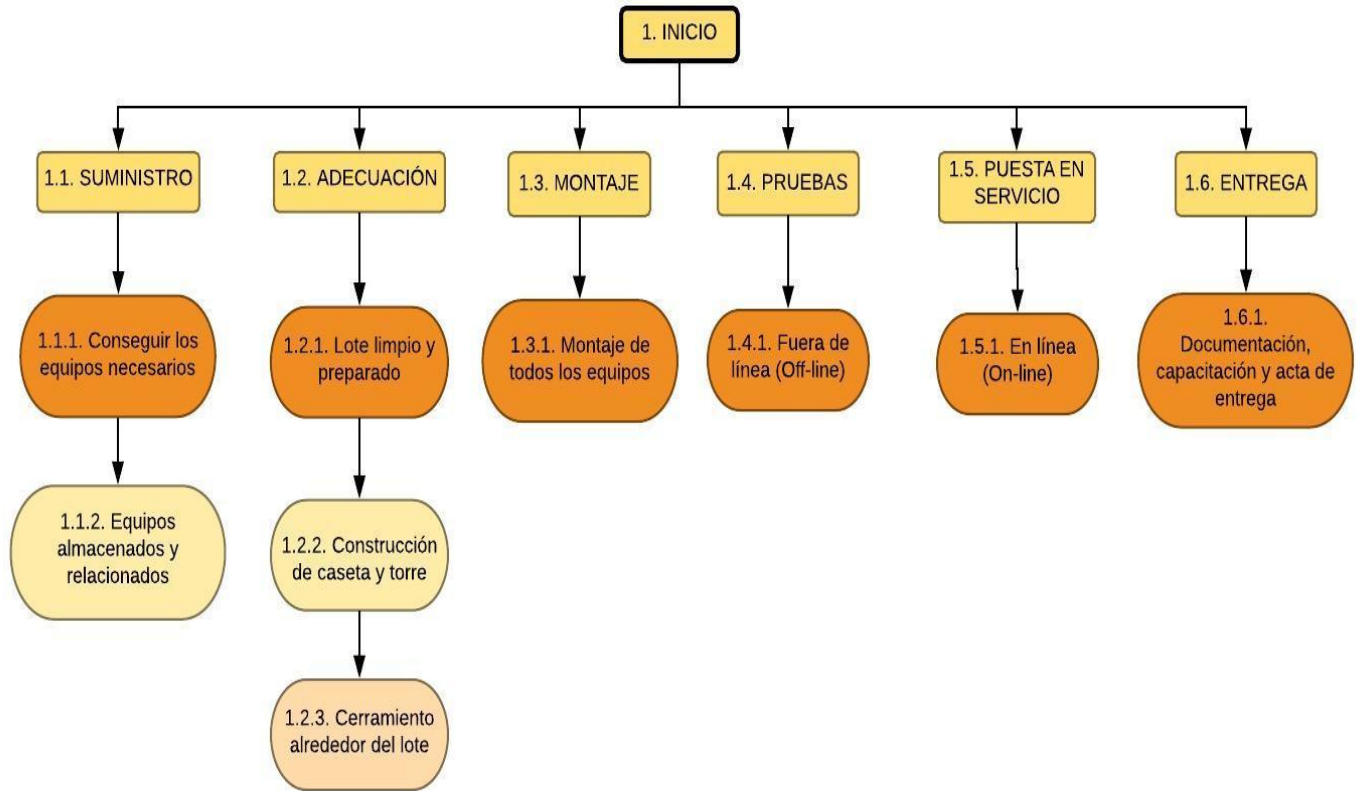 1. INICIO
1.1. SUMINISTRO
1.2. ADECUACIÓN
1.3. MONTAJE
1.4. PRUEBAS
1.5. PUESTA EN
SERVICIO
1.6. ENTREGA
1.1.1. Conseguir los
equipos necesarios
1.2.1. Lote limpio y
preparado
1.3.1. Montaje de
todos los equipos
1.4.1. Fuera de
línea (Off-line)
1.5.1. En línea
(On-line)
1.6.1.
Documentación,
capacitación y acta de
entrega
1.1.2. Equipos
almacenados y
relacionados
1.2.2. Construcción
de caseta y torre
1.2.3. Cerramiento
alrededor del lote